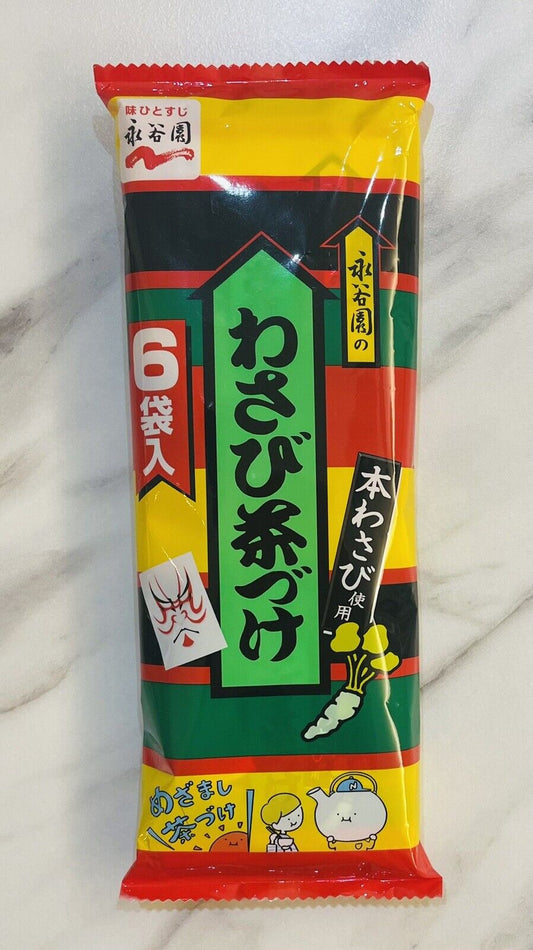 味ひとすじ
永谷園
永谷園の
わさび茶づけ
6袋入
本わさび使用
めざまし
茶づけ
N